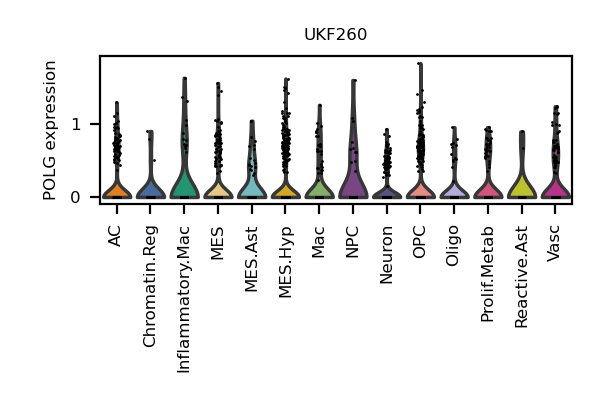 UKF260
POLG expression
1
0
AC
Chromatin.Reg
Inflammatory.Mac
MES
MES.Ast
MES.Hyp
Mac
NPC
Neuron
OPC
Oligo
Prolif.Metab
Reactive.Ast
Vasc